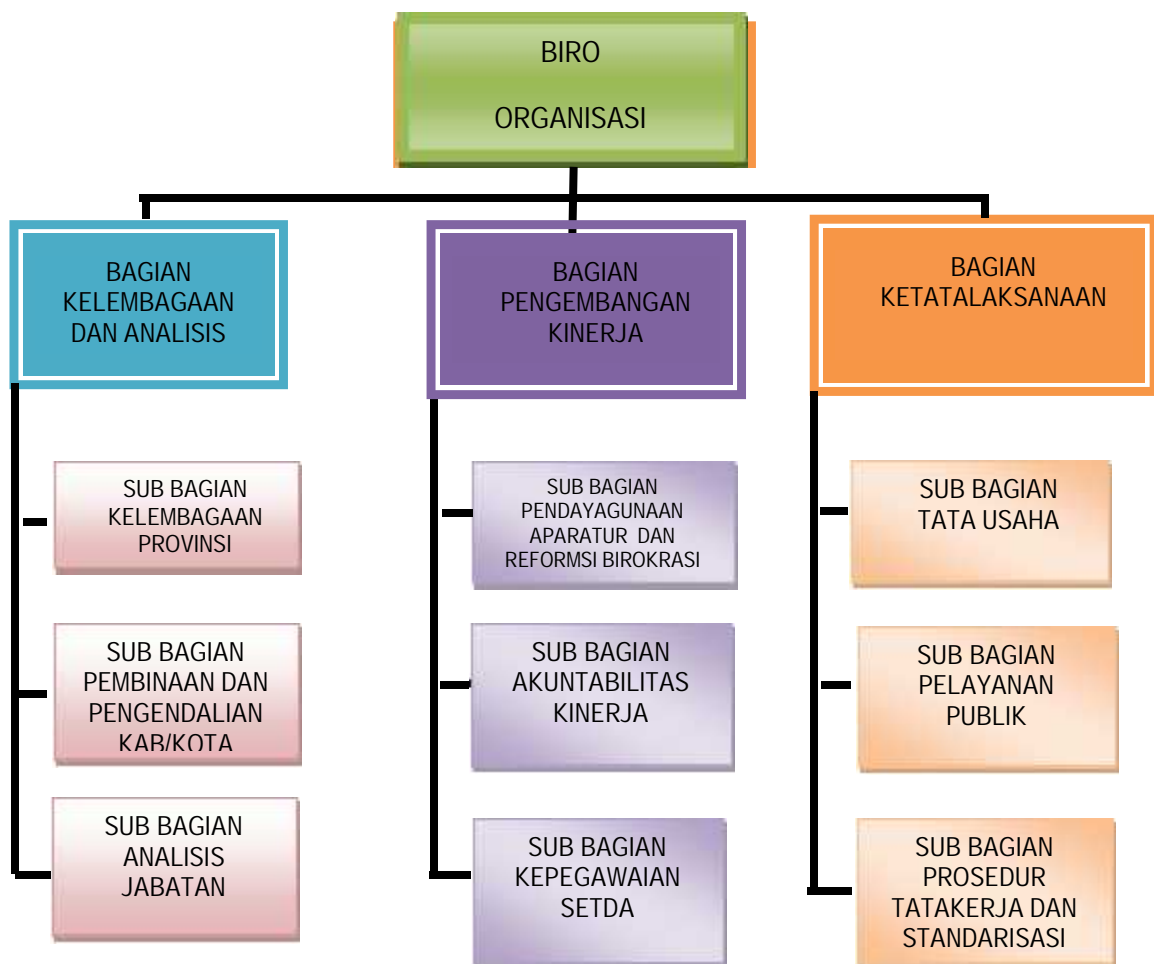 BIRO
ORGANISASI
BAGIAN
KELEMBAGAAN
DAN ANALISIS
BAGIAN
PENGEMBANGAN
KINERJA
BAGIAN
KETATALAKSANAAN
SUB BAGIAN
KELEMBAGAAN
PROVINSI
SUB BAGIAN
PENDAYAGUNAAN
APARATUR DAN
REFORMSI BIROKRASI
SUB BAGIAN
TATA USAHA
SUB BAGIAN
PEMBINAAN DAN
PENGENDALIAN
KAB/KOTA
SUB BAGIAN
AKUNTABILITAS
KINERJA
SUB BAGIAN
PELAYANAN
PUBLIK
SUB BAGIAN
ANALISIS
JABATAN
SUB BAGIAN
KEPEGAWAIAN
SETDA
SUB BAGIAN
PROSEDUR
TATAKERJA DAN
STANDARISASI